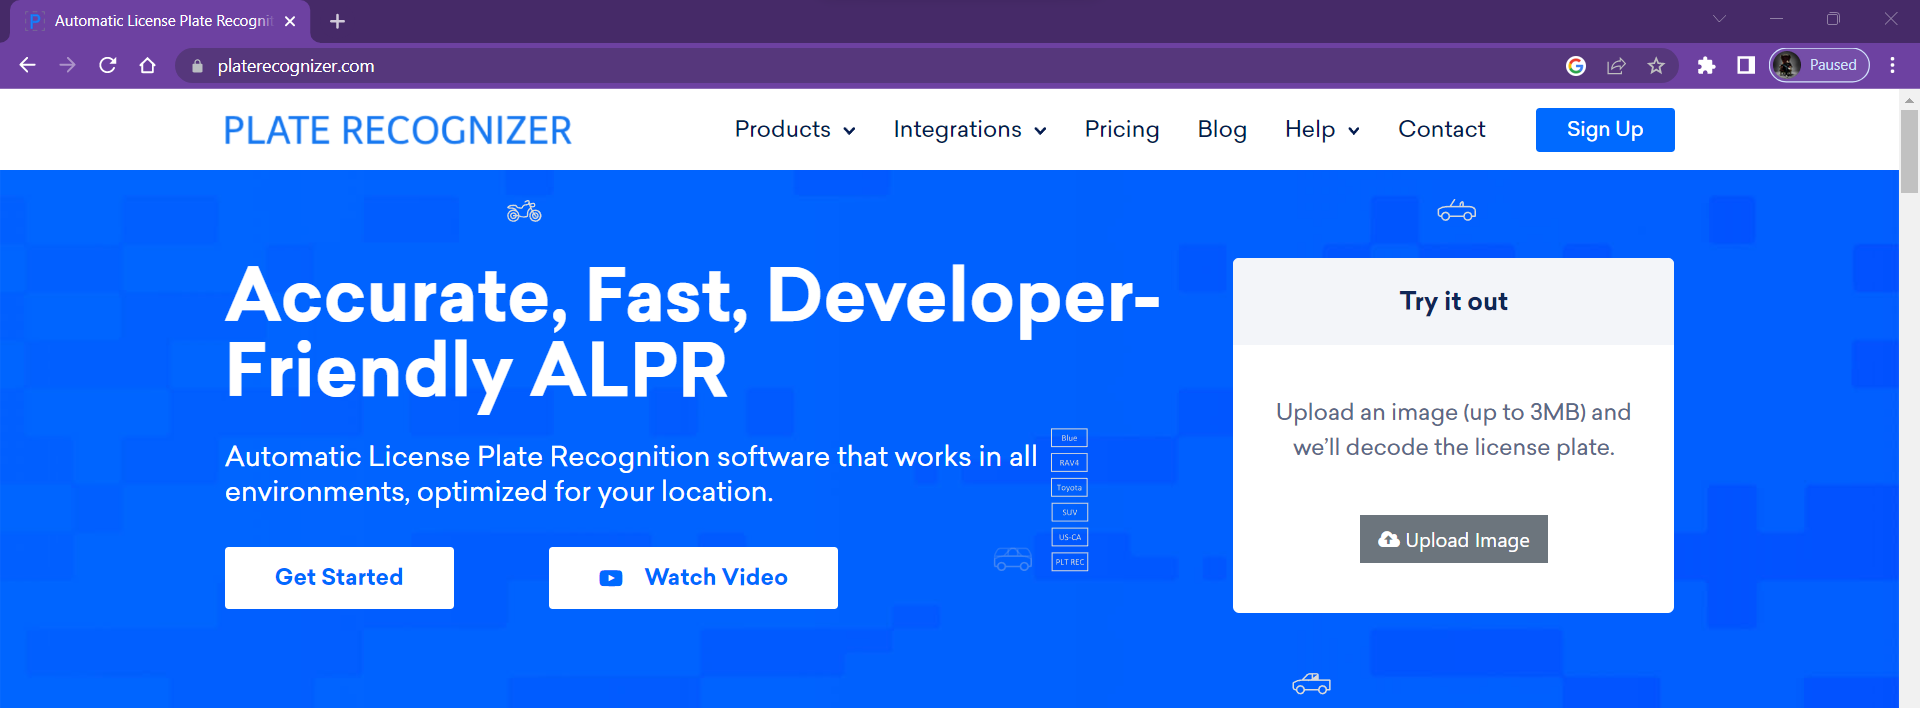 Automatic License Plate Recognit
platerecognizer.com
Paused
PLATE RECOGNIZER
Products
Integrations
Pricing
Blog
Help
Contact
Sign Up
Accurate, Fast, Developer-
Friendly ALPR
Automatic License Plate Recognition software that works in all
environments, optimized for your location.
Get Started
Watch Video
Blue
RAV4
Toyota
SUV
US-CA
PLT REC
Try it out
Upload an image (up to 3MB) and
we'll decode the license plate.
Upload Image